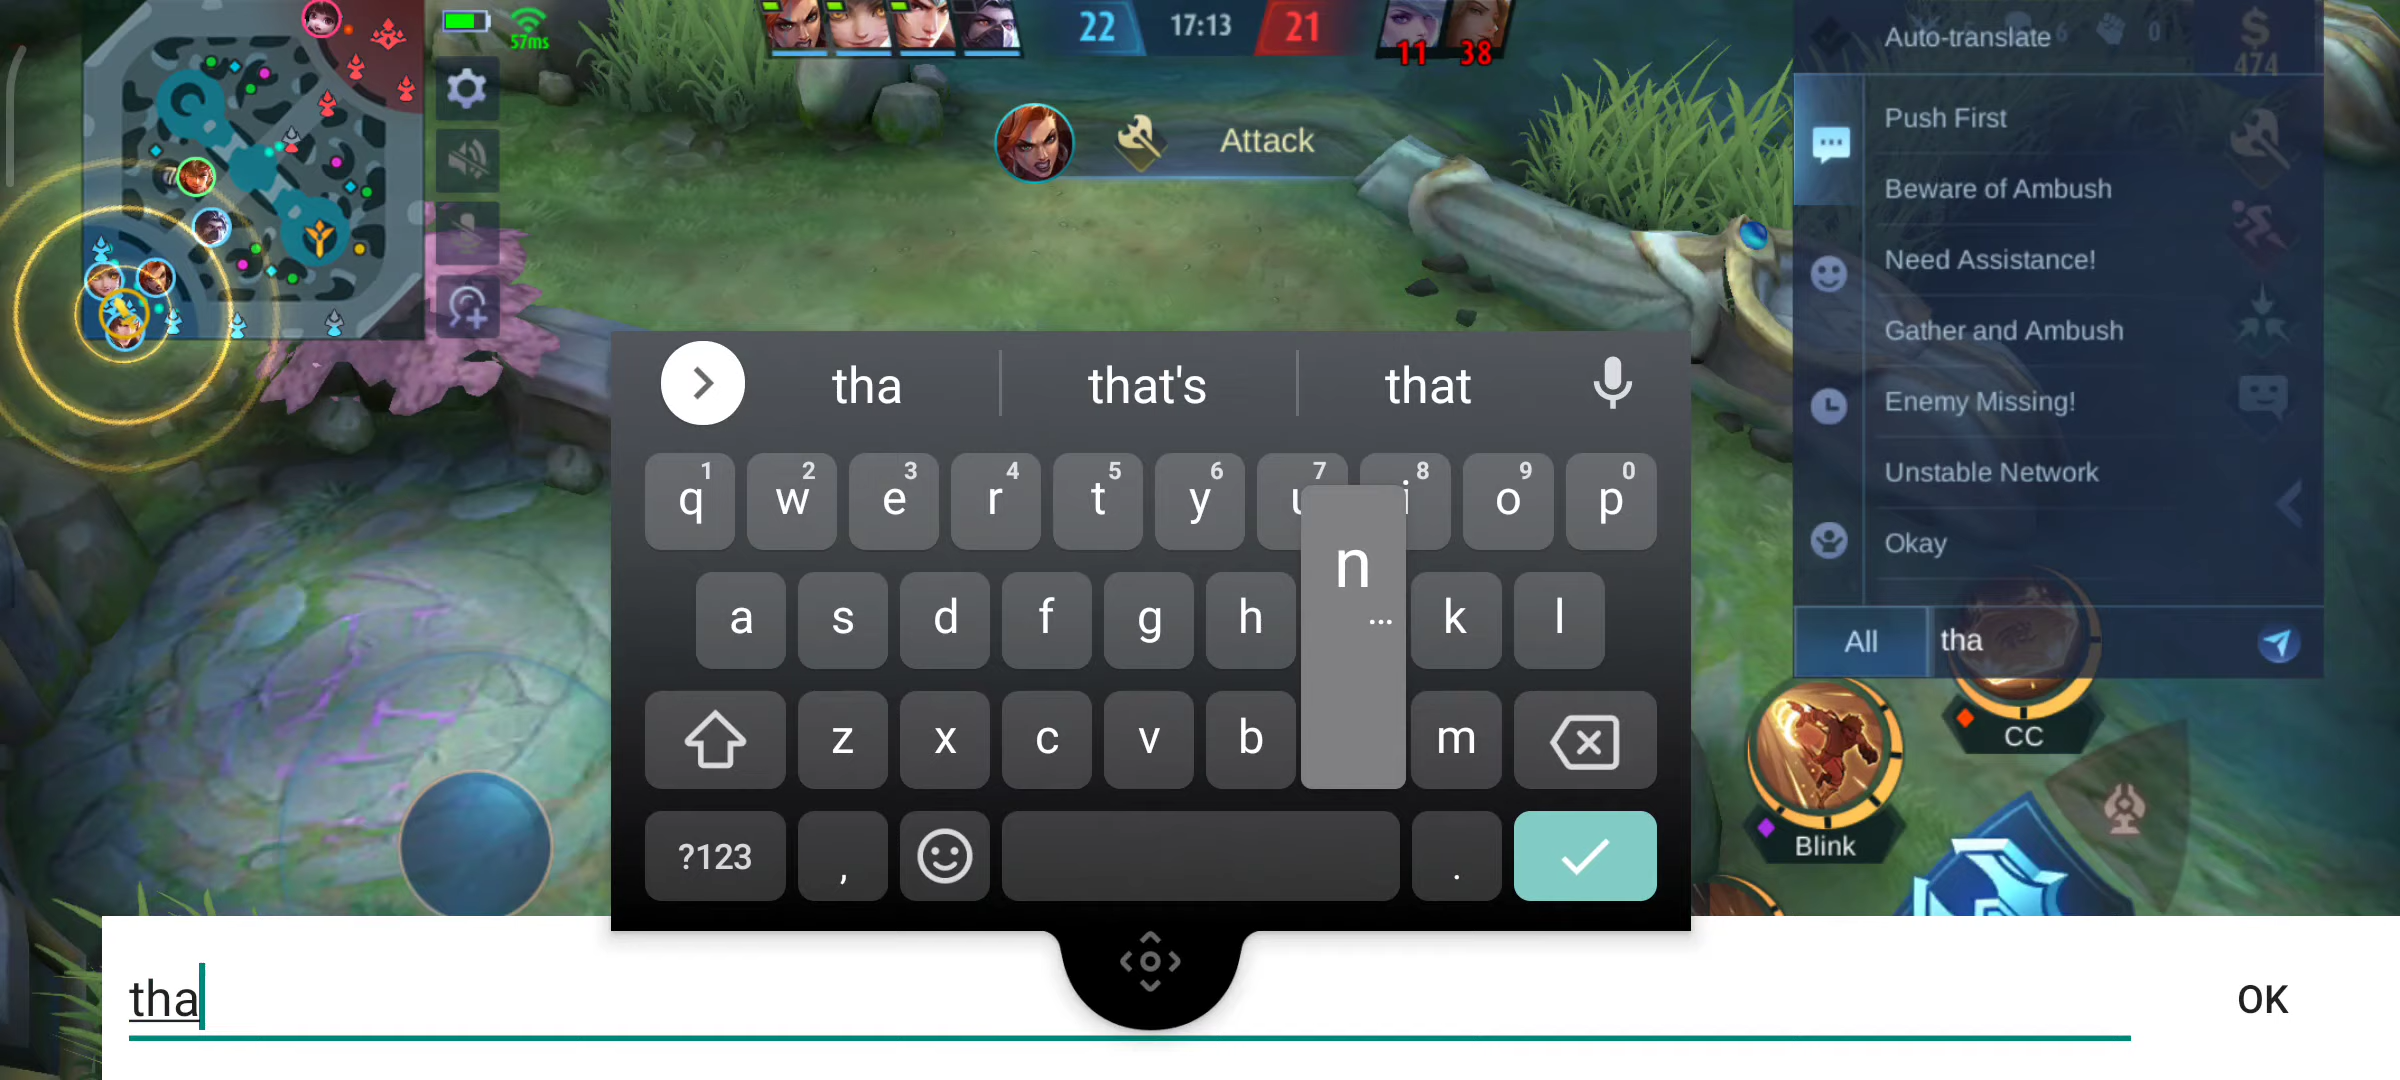 57ms
22
17:13
21
11
38
7
Attack
Auto-translate
474
Push First
Beware of Ambush
Need Assistance!
Gather and Ambush
Enemy Missing!
Unstable Network
Okay
All
tha
tha
that's
that
1 2 3 4 5 6 7 8 9 0
q w e r t y u i o p
n
...
a s d f g h k l
z x c v b m
?123 , .
CC
Blink
tha
OK